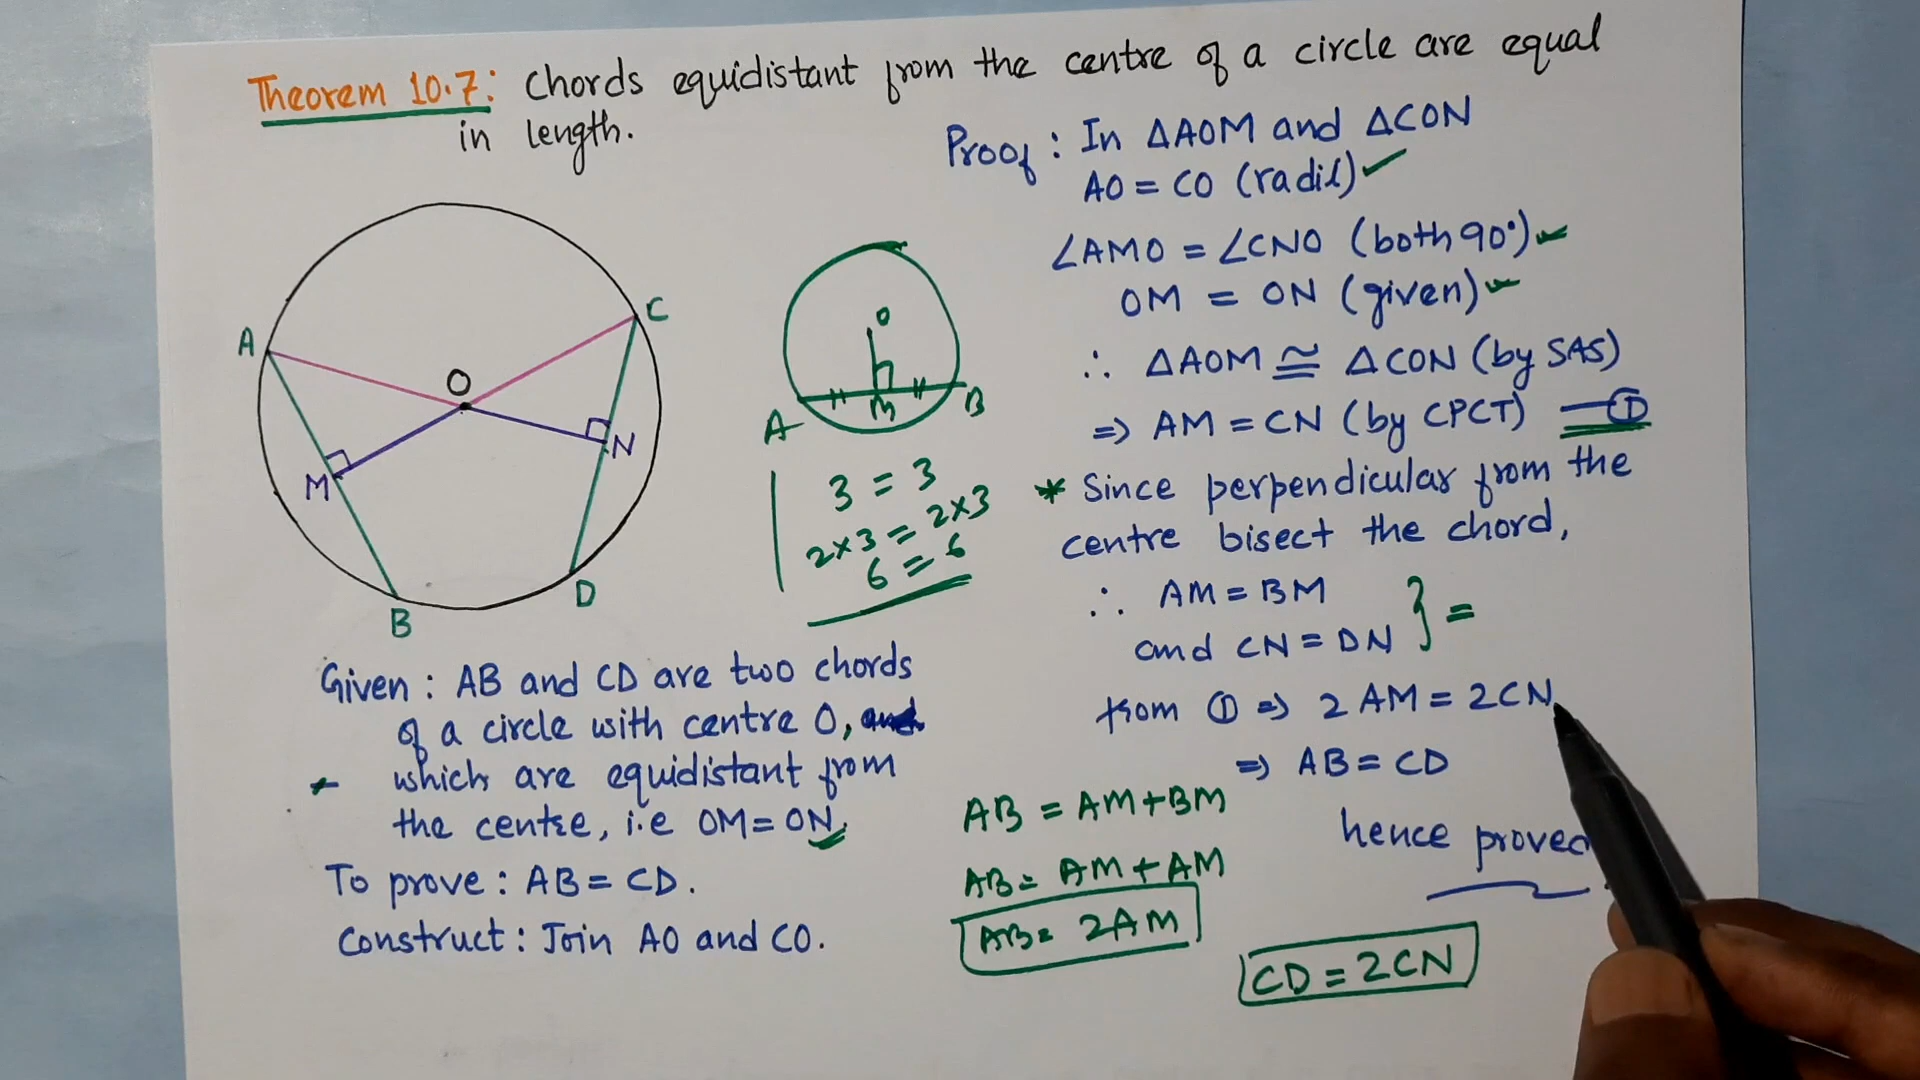 Theorem 10.7: Chords equidistant from the centre of a circle are equal
in length.
A
B
C
D
O
M
N
O
A
M
B
3 = 3
2×3 = 2×3
6 = 6
Given: AB and CD are two chords
of a circle with centre O,
which are equidistant from
the centre, i.e OM = ON.
To prove: AB = CD.
Construct: Join AO and CO.
Proof: In ΔAOM and ΔCON
AO = CO (radii) ✓
∠AMO = ∠CNO (both 90°) ✓
OM = ON (given) ✓
∴ ΔAOM ≅ ΔCON (by SAS)
⇒ AM = CN (by CPCT) — ①
* Since perpendicular from the
centre bisect the chord,
∴ AM = BM
and CN = DN } =
from ① ⇒ 2AM = 2CN
⇒ AB = CD
hence proved
AB = AM + BM
AB = AM + AM
AB = 2AM
CD = 2CN